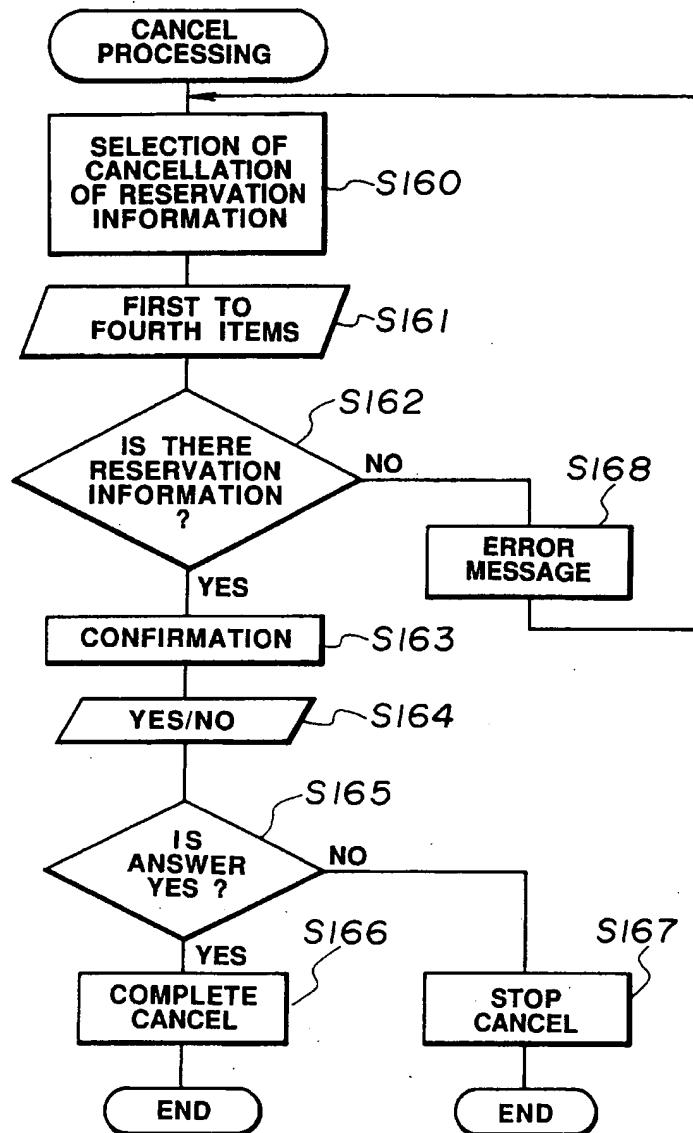 CANCEL
PROCESSING
SELECTION OF
CANCELLATION
OF RESERVATION
INFORMATION
S160
FIRST TO
FOURTH ITEMS
S161
S162
IS THERE
RESERVATION
INFORMATION
?
NO
YES
S168
ERROR
MESSAGE
CONFIRMATION
S163
YES/NO
S164
S165
IS
ANSWER
YES ?
NO
YES
S166
COMPLETE
CANCEL
S167
STOP
CANCEL
END
END